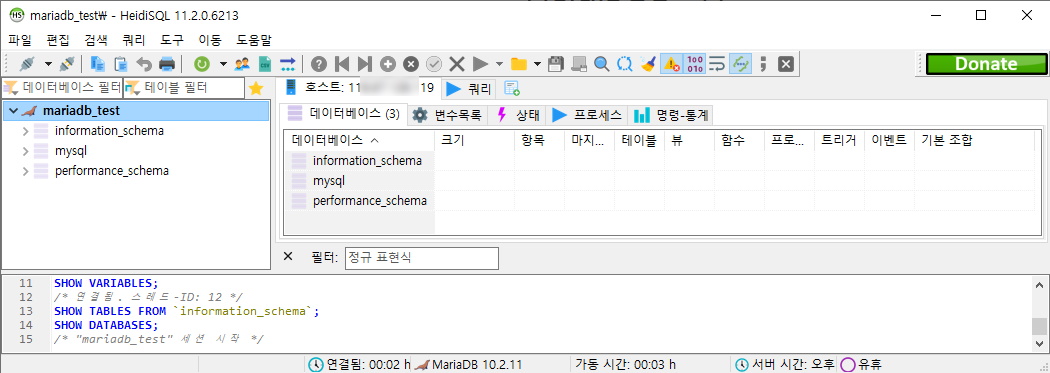 mariadb_test₩ - HeidiSQL 11.2.0.6213
파일 편집 검색 쿼리 도구 이동 도움말
Donate
데이터베이스 필터 테이블 필터
mariadb_test
information_schema
mysql
performance_schema
호스트: 11 19 쿼리
데이터베이스 (3) 변수목록 상태 프로세스 명령-통계
데이터베이스 크기 항목 마지... 테이블 뷰 함수 프로... 트리거 이벤트 기본 조합
information_schema
mysql
performance_schema
필터: 정규 표현식
11 SHOW VARIABLES;
12 /* 연결됨. 스레드-ID: 12 */
13 SHOW TABLES FROM `information_schema`;
14 SHOW DATABASES;
15 /* "mariadb_test" 세션 시작 */
연결됨: 00:02 h MariaDB 10.2.11 가동 시간: 00:03 h 서버 시간: 오후 유휴